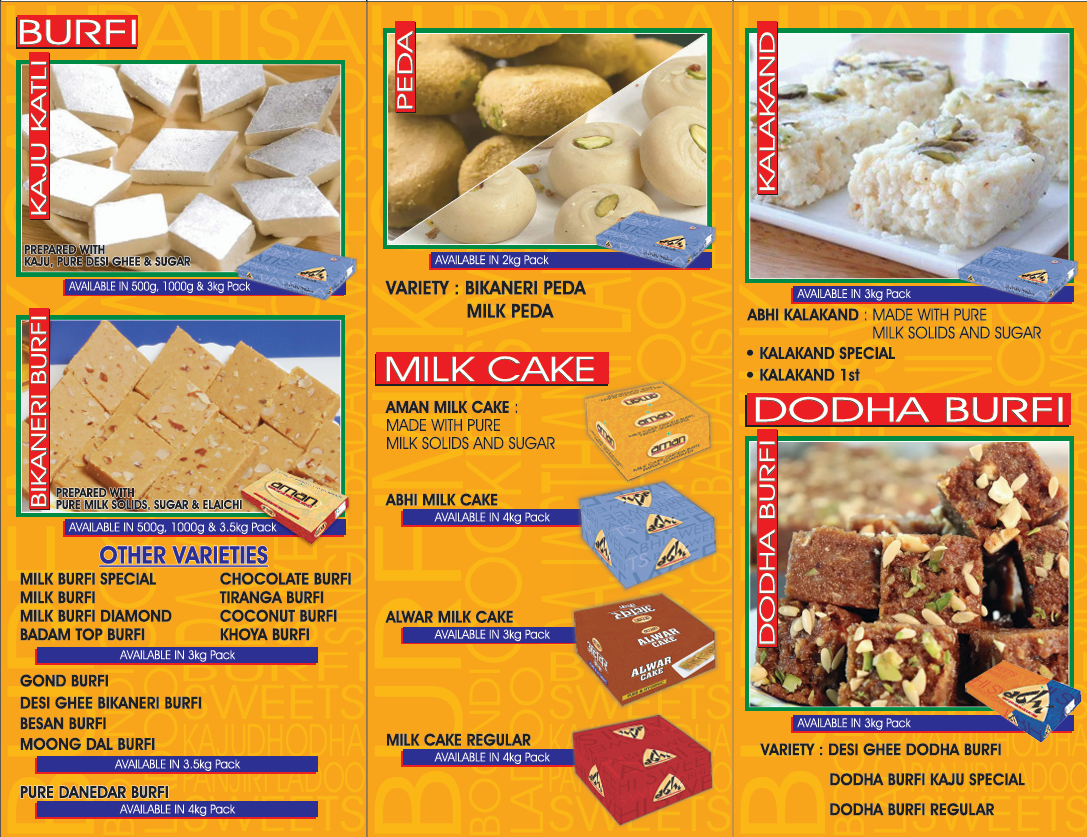 BURFI
KAJU KATLI
PREPARED WITH
KAJU, PURE DESI GHEE & SUGAR
AVAILABLE IN 500g, 1000g & 3kg Pack
BIKANERI BURFI
PREPARED WITH
PURE MILK SOLIDS, SUGAR & ELAICHI
aman
AVAILABLE IN 500g, 1000g & 3.5kg Pack
OTHER VARIETIES
MILK BURFI SPECIAL
MILK BURFI
MILK BURFI DIAMOND
BADAM TOP BURFI
CHOCOLATE BURFI
TIRANGA BURFI
COCONUT BURFI
KHOYA BURFI
AVAILABLE IN 3kg Pack
GOND BURFI
DESI GHEE BIKANERI BURFI
BESAN BURFI
MOONG DAL BURFI
AVAILABLE IN 3.5kg Pack
PURE DANEDAR BURFI
AVAILABLE IN 4kg Pack
PEDA
AVAILABLE IN 2kg Pack
VARIETY : BIKANERI PEDA
MILK PEDA
MILK CAKE
AMAN MILK CAKE :
MADE WITH PURE
MILK SOLIDS AND SUGAR
aman
aman
aman
ABHI MILK CAKE
AVAILABLE IN 4kg Pack
ALWAR MILK CAKE
AVAILABLE IN 3kg Pack
ALWAR
CAKE
ALWAR
CAKE
MILK CAKE REGULAR
AVAILABLE IN 4kg Pack
KALAKAND
AVAILABLE IN 3kg Pack
ABHI KALAKAND : MADE WITH PURE
MILK SOLIDS AND SUGAR
• KALAKAND SPECIAL
• KALAKAND 1st
DODHA BURFI
DODHA BURFI
AVAILABLE IN 3kg Pack
VARIETY : DESI GHEE DODHA BURFI
DODHA BURFI KAJU SPECIAL
DODHA BURFI REGULAR